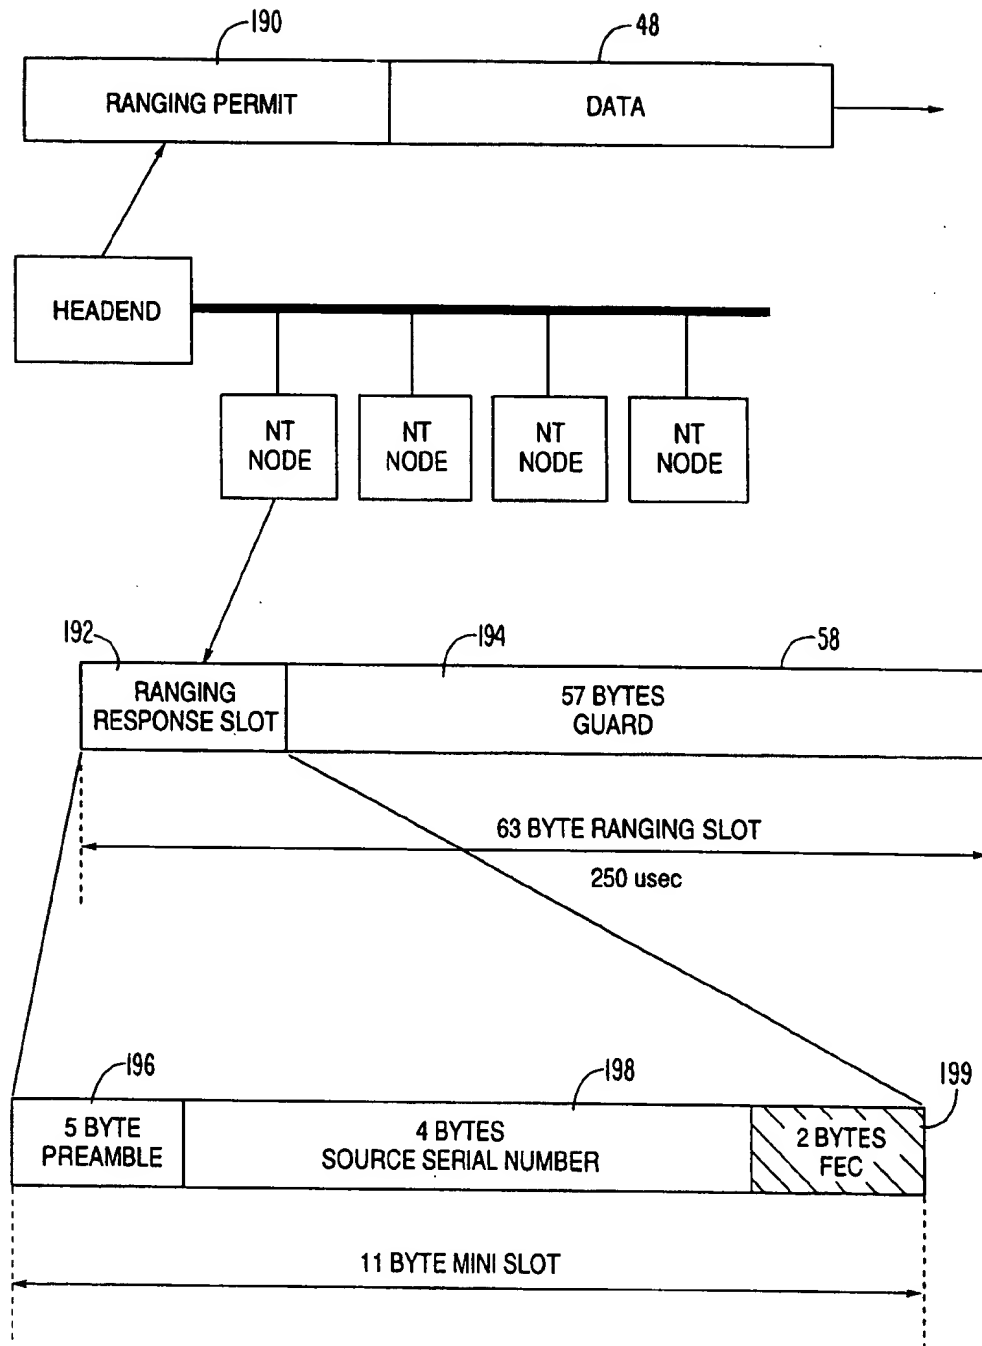 190
48
RANGING PERMIT
DATA
HEADEND
NT
NODE
NT
NODE
NT
NODE
NT
NODE
192
194
58
RANGING
RESPONSE SLOT
57 BYTES
GUARD
63 BYTE RANGING SLOT
250 usec
196
198
199
5 BYTE
PREAMBLE
4 BYTES
SOURCE SERIAL NUMBER
2 BYTES
FEC
11 BYTE MINI SLOT